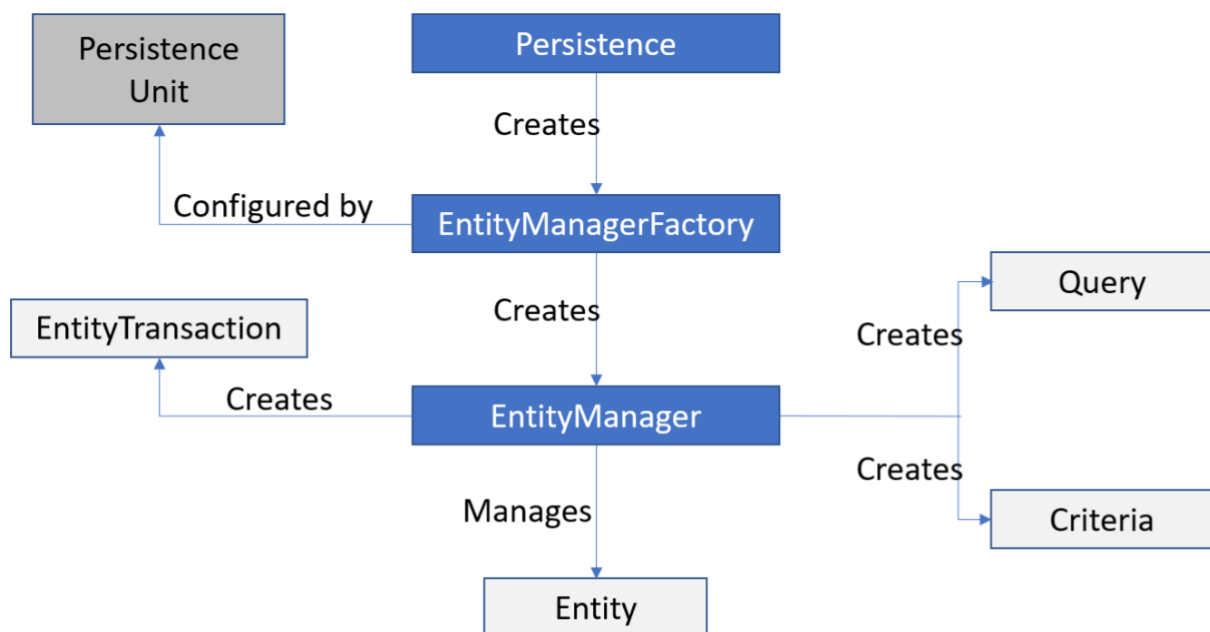 Persistence
Unit
Persistence
Creates
Configured by
EntityManagerFactory
Creates
Query
EntityTransaction
Creates
Creates
EntityManager
Creates
Manages
Criteria
Entity